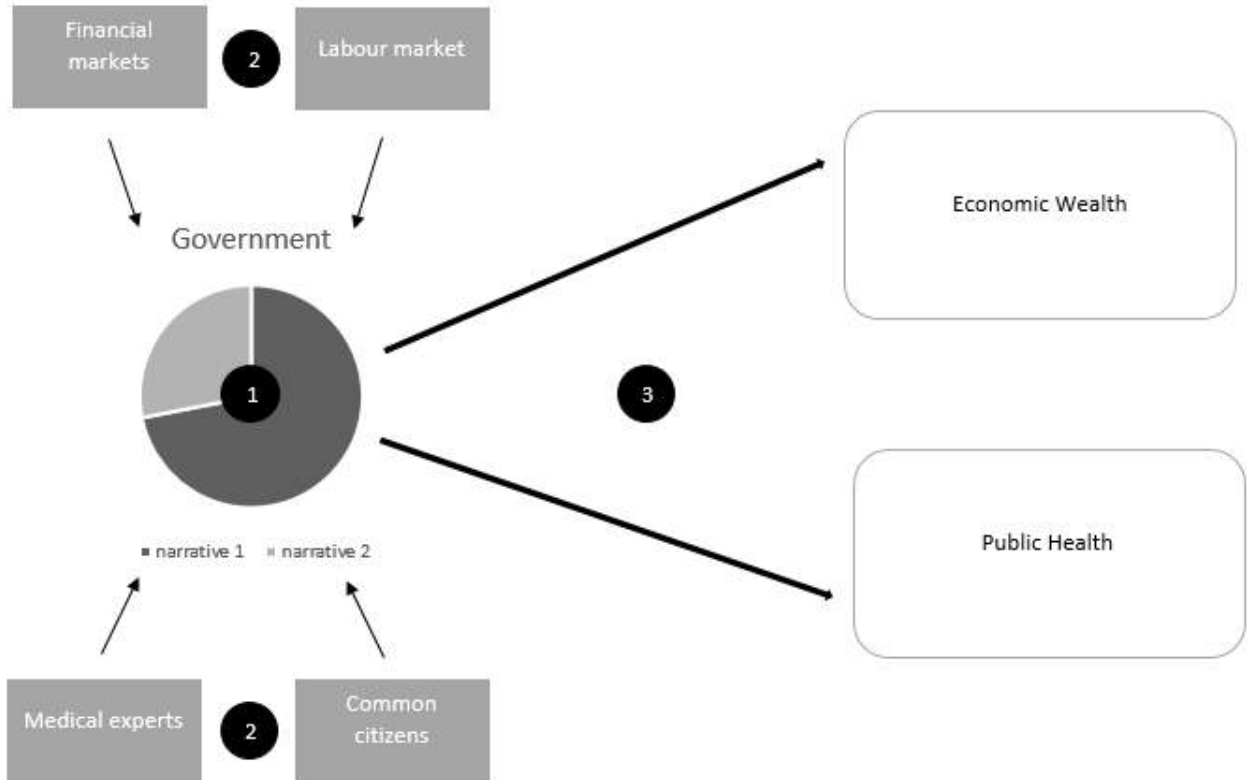 Financial
markets
2
Labour market
Government
Economic Wealth
1
3
narrative 1
narrative 2
Public Health
Medical experts
2
Common
citizens